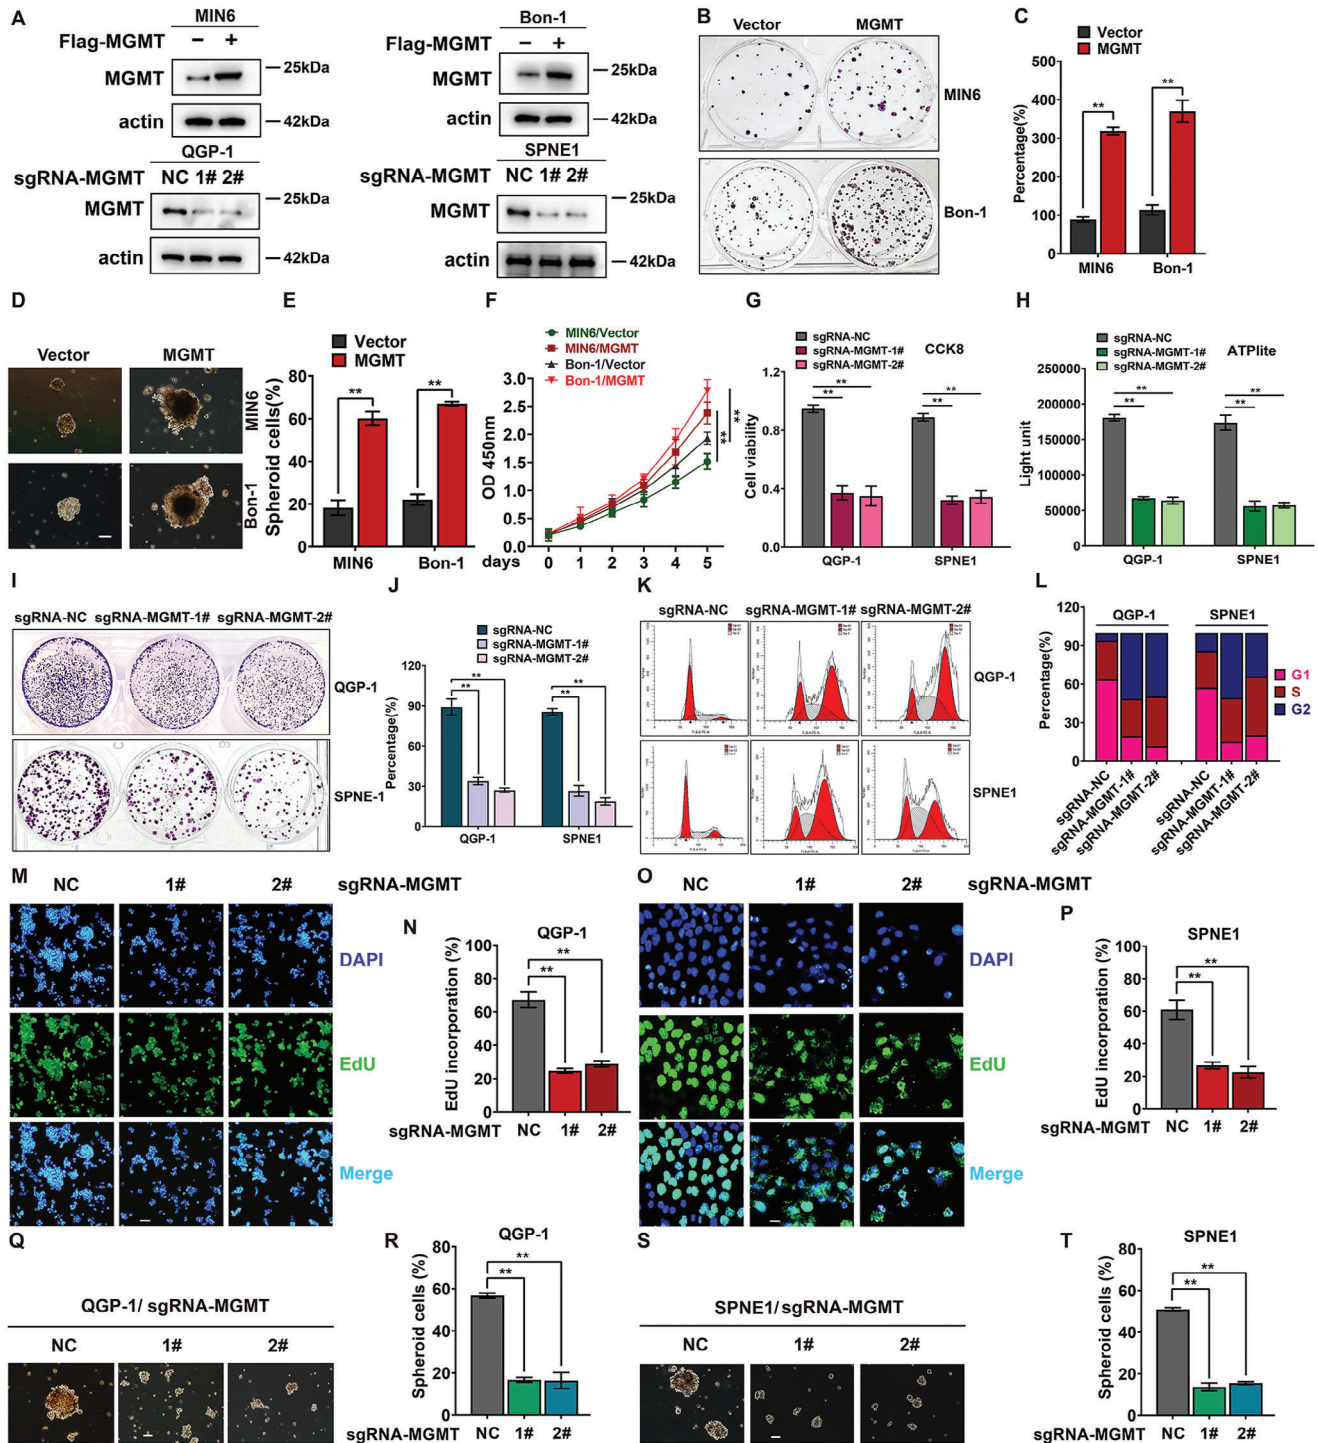 A
MIN6
Flag-MGMT − +
MGMT
25kDa
actin
42kDa
QGP-1
sgRNA-MGMT NC 1# 2#
MGMT
25kDa
actin
42kDa
Bon-1
Flag-MGMT − +
MGMT
25kDa
actin
42kDa
SPNE1
sgRNA-MGMT NC 1# 2#
MGMT
25kDa
actin
42kDa
B
Vector MGMT
MIN6
Bon-1
C
Vector
MGMT
Percentage(%)
500
400
300
200
100
0
** **
MIN6 Bon-1
D
Vector MGMT
MIN6
Bon-1
E
Vector
MGMT
Spheroid cells(%)
80
60
40
20
0
** **
MIN6 Bon-1
F
MIN6/Vector
MIN6/MGMT
Bon-1/Vector
Bon-1/MGMT
OD 450nm
3.0
2.5
2.0
1.5
1.0
0.5
0.0
** **
days 0 1 2 3 4 5
G
sgRNA-NC
sgRNA-MGMT-1#
sgRNA-MGMT-2#
CCK8
Cell viability
1.2
0.8
0.4
0.0
** **
** **
QGP-1 SPNE1
H
sgRNA-NC
sgRNA-MGMT-1#
sgRNA-MGMT-2#
ATPlite
Light unit
250000
200000
150000
100000
50000
0
** **
** **
QGP-1 SPNE1
I
sgRNA-NC sgRNA-MGMT-1# sgRNA-MGMT-2#
QGP-1
SPNE-1
J
sgRNA-NC
sgRNA-MGMT-1#
sgRNA-MGMT-2#
Percentage(%)
120
90
60
30
0
** **
** **
QGP-1 SPNE1
K
sgRNA-NC sgRNA-MGMT-1# sgRNA-MGMT-2#
QGP-1
SPNE1
L
QGP-1 SPNE1
Percentage(%)
120
90
60
30
0
G1
S
G2
sgRNA-NC
sgRNA-MGMT-1#
sgRNA-MGMT-2#
sgRNA-NC
sgRNA-MGMT-1#
sgRNA-MGMT-2#
M
NC 1# 2# sgRNA-MGMT
DAPI
EdU
Merge
N
QGP-1
EdU incorporation (%)
100
80
60
40
20
0
**
**
sgRNA-MGMT NC 1# 2#
O
NC 1# 2# sgRNA-MGMT
DAPI
EdU
Merge
P
SPNE1
EdU incorporation (%)
100
80
60
40
20
0
**
**
sgRNA-MGMT NC 1# 2#
Q
QGP-1/ sgRNA-MGMT
NC 1# 2#
R
QGP-1
Spheroid cells (%)
80
60
40
20
0
**
**
sgRNA-MGMT NC 1# 2#
S
SPNE1/ sgRNA-MGMT
NC 1# 2#
T
SPNE1
Spheroid cells (%)
80
60
40
20
0
**
**
sgRNA-MGMT NC 1# 2#